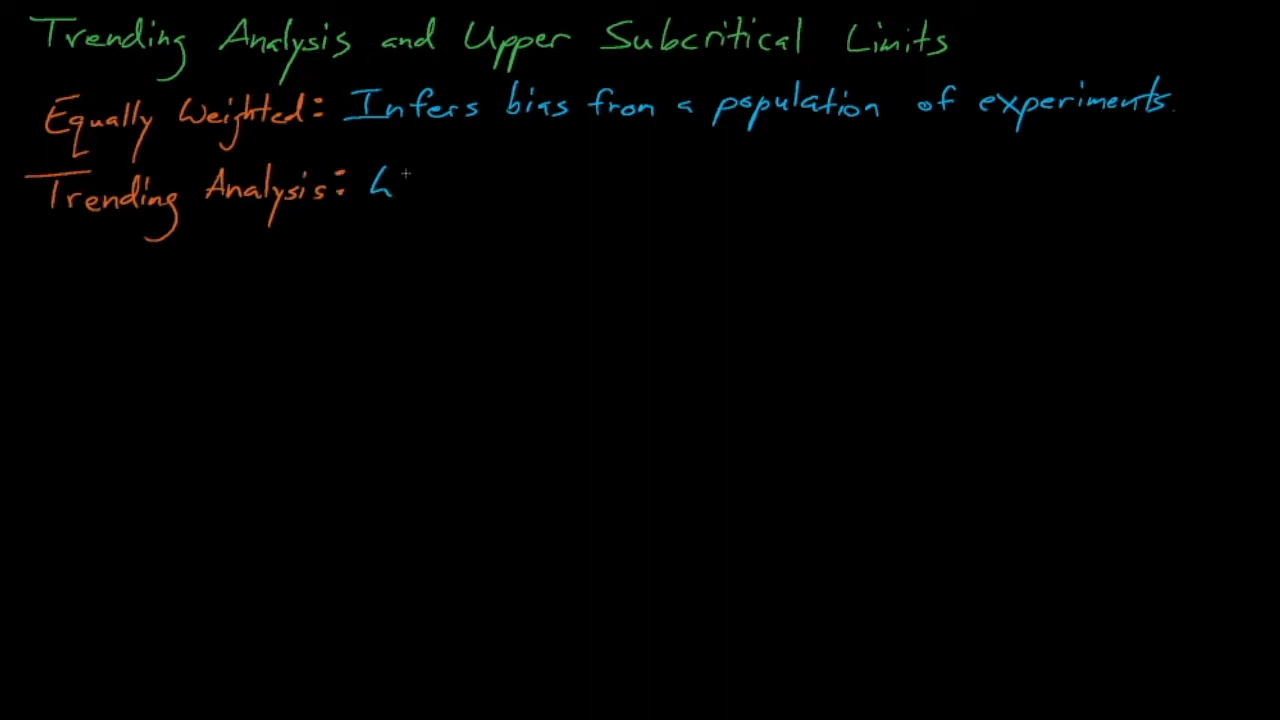 Trending Analysis and Upper Subcritical Limits
Equally Weighted: Infers bias from a population of experiments.
Trending Analysis: